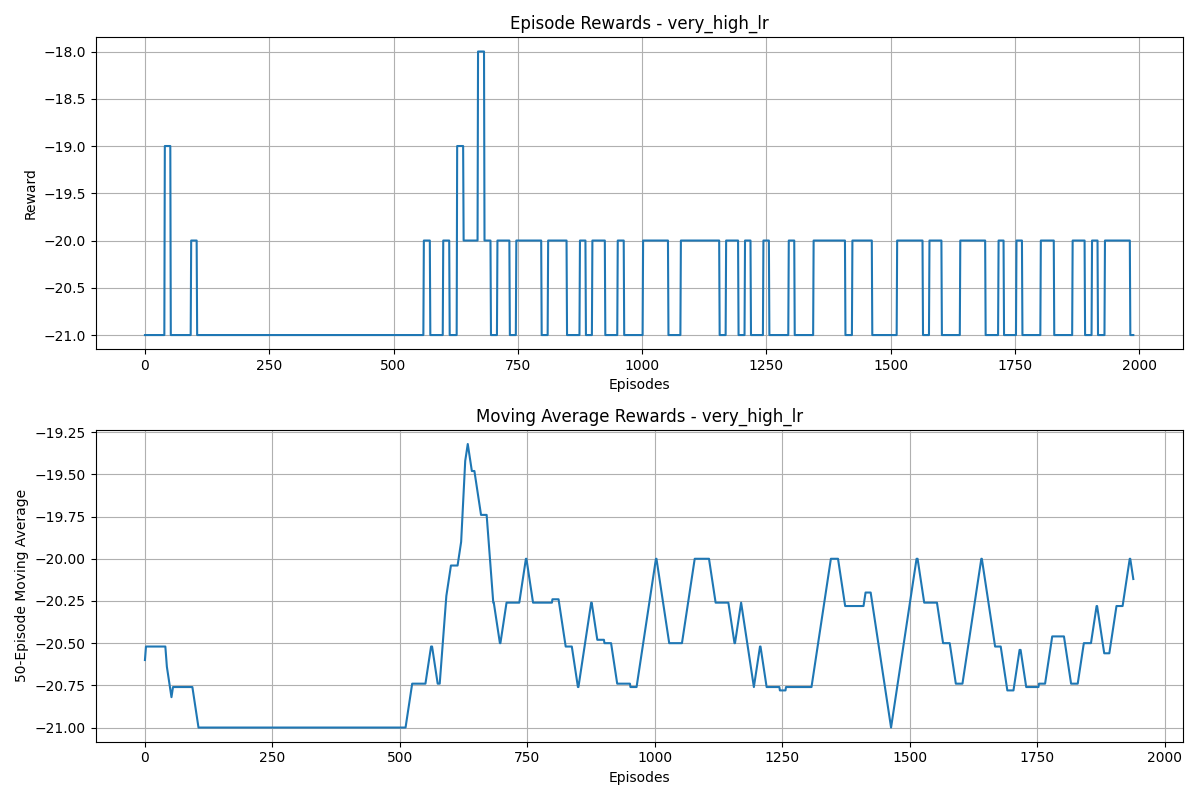 Episode Rewards - very_high_lr
−18.0
−18.5
−19.0
−19.5
−20.0
−20.5
−21.0
Reward
0 250 500 750 1000 1250 1500 1750 2000
Episodes
Moving Average Rewards - very_high_lr
−19.25
−19.50
−19.75
−20.00
−20.25
−20.50
−20.75
−21.00
50-Episode Moving Average
0 250 500 750 1000 1250 1500 1750 2000
Episodes